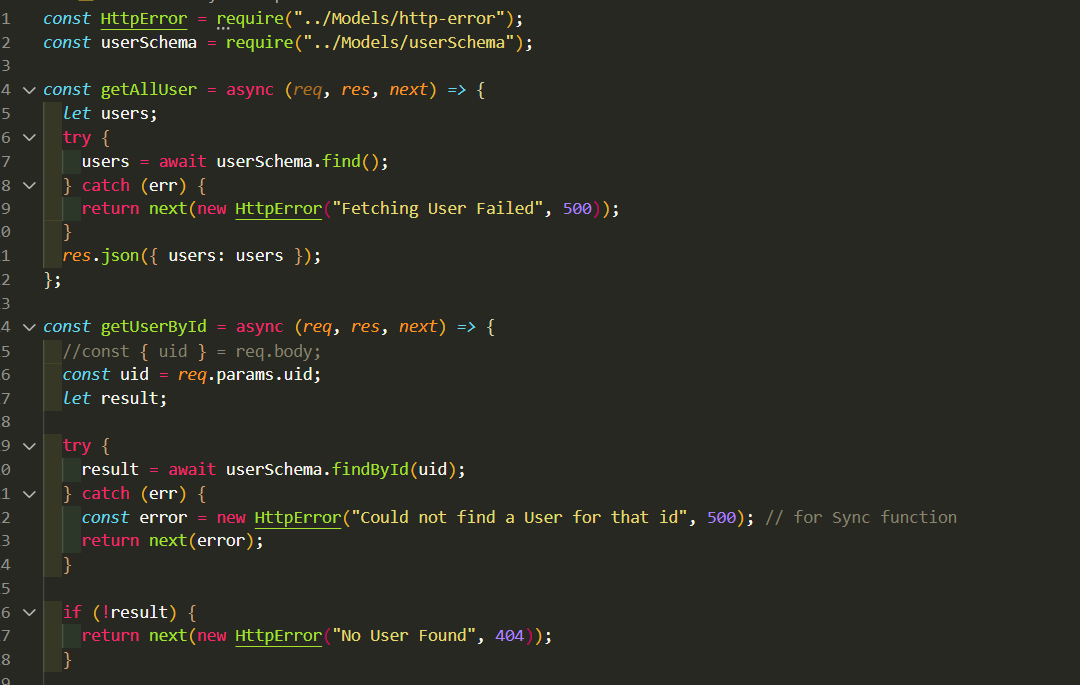 1 const HttpError = require("../Models/http-error");
2 const userSchema = require("../Models/userSchema");
3
4 const getAllUser = async (req, res, next) => {
5 let users;
6 try {
7 users = await userSchema.find();
8 } catch (err) {
9 return next(new HttpError("Fetching User Failed", 500));
0 }
1 res.json({ users: users });
2 };
3
4 const getUserById = async (req, res, next) => {
5 //const { uid } = req.body;
6 const uid = req.params.uid;
7 let result;
8
9 try {
0 result = await userSchema.findById(uid);
1 } catch (err) {
2 const error = new HttpError("Could not find a User for that id", 500); // for Sync function
3 return next(error);
4 }
5
6 if (!result) {
7 return next(new HttpError("No User Found", 404));
8 }